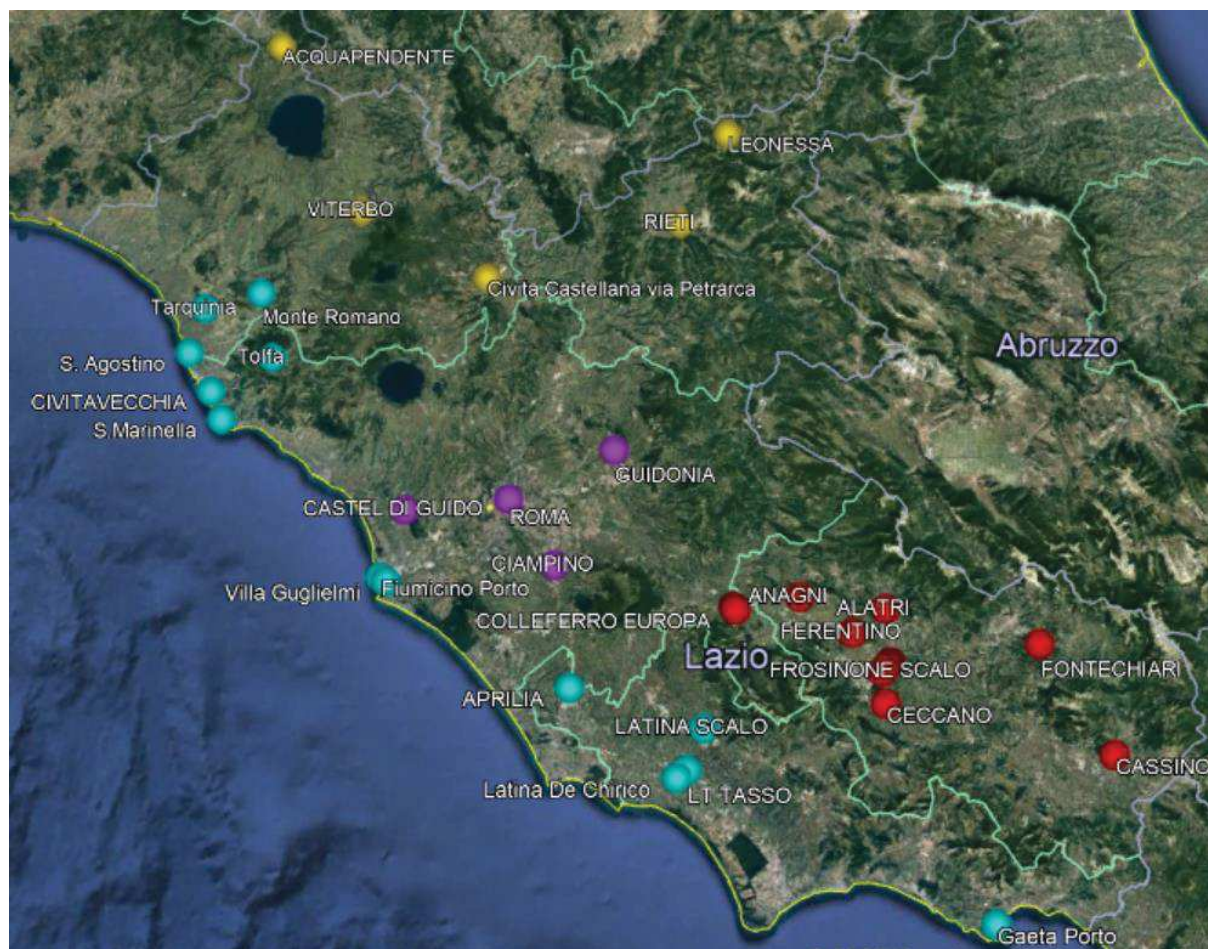 ACQUAPENDENTE
LEONESSA
VITERBO
RIETI
Civita Castellana via Petrarca
Tarquinia
Monte Romano
Abruzzo
S. Agostino
Tolfa
CIVITAVECCHIA
S.Marinella
GUIDONIA
CASTEL DI GUIDO
ROMA
CIAMPINO
Villa Guglielmi
Fiumicino Porto
ANAGNI
ALATRI
COLLEFERRO EUROPA
FERENTINO
Lazio
FROSINONE SCALO
FONTECHIARI
APRILIA
CECCANO
LATINA SCALO
CASSINO
Latina De Chirico
LT TASSO
Gaeta Porto